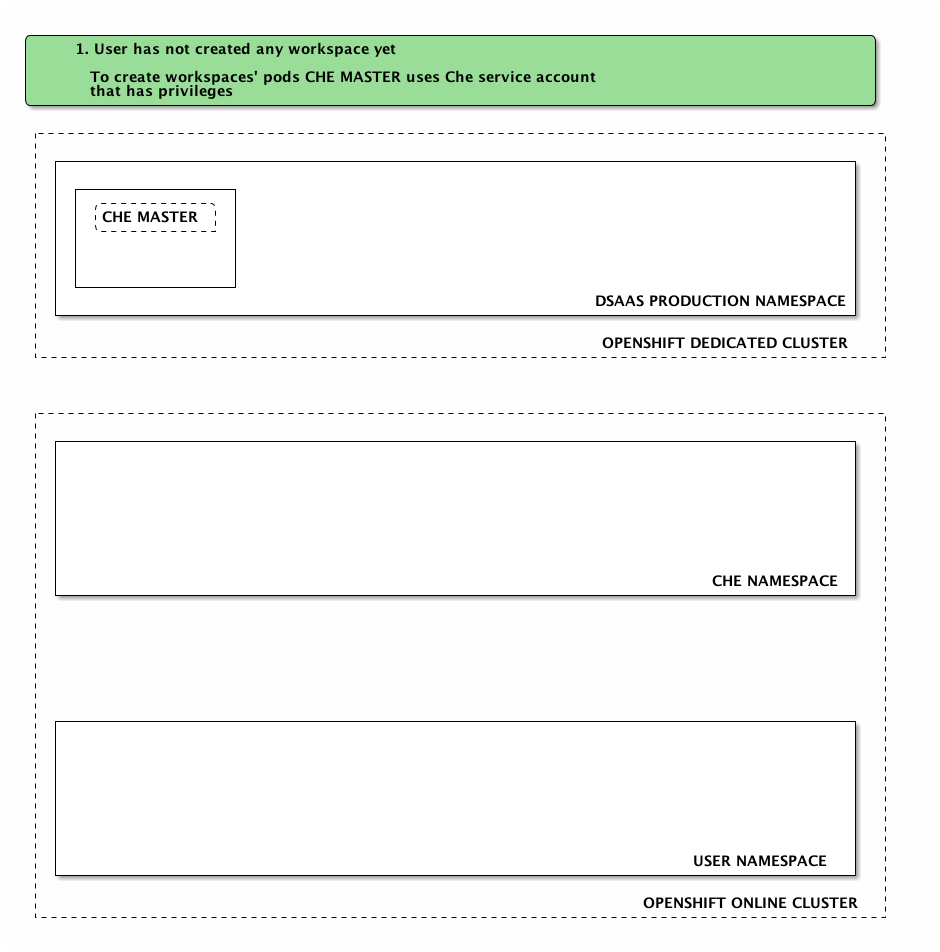 1. User has not created any workspace yet
To create workspaces' pods CHE MASTER uses Che service account
that has privileges
CHE MASTER
DSAAS PRODUCTION NAMESPACE
OPENSHIFT DEDICATED CLUSTER
CHE NAMESPACE
USER NAMESPACE
OPENSHIFT ONLINE CLUSTER